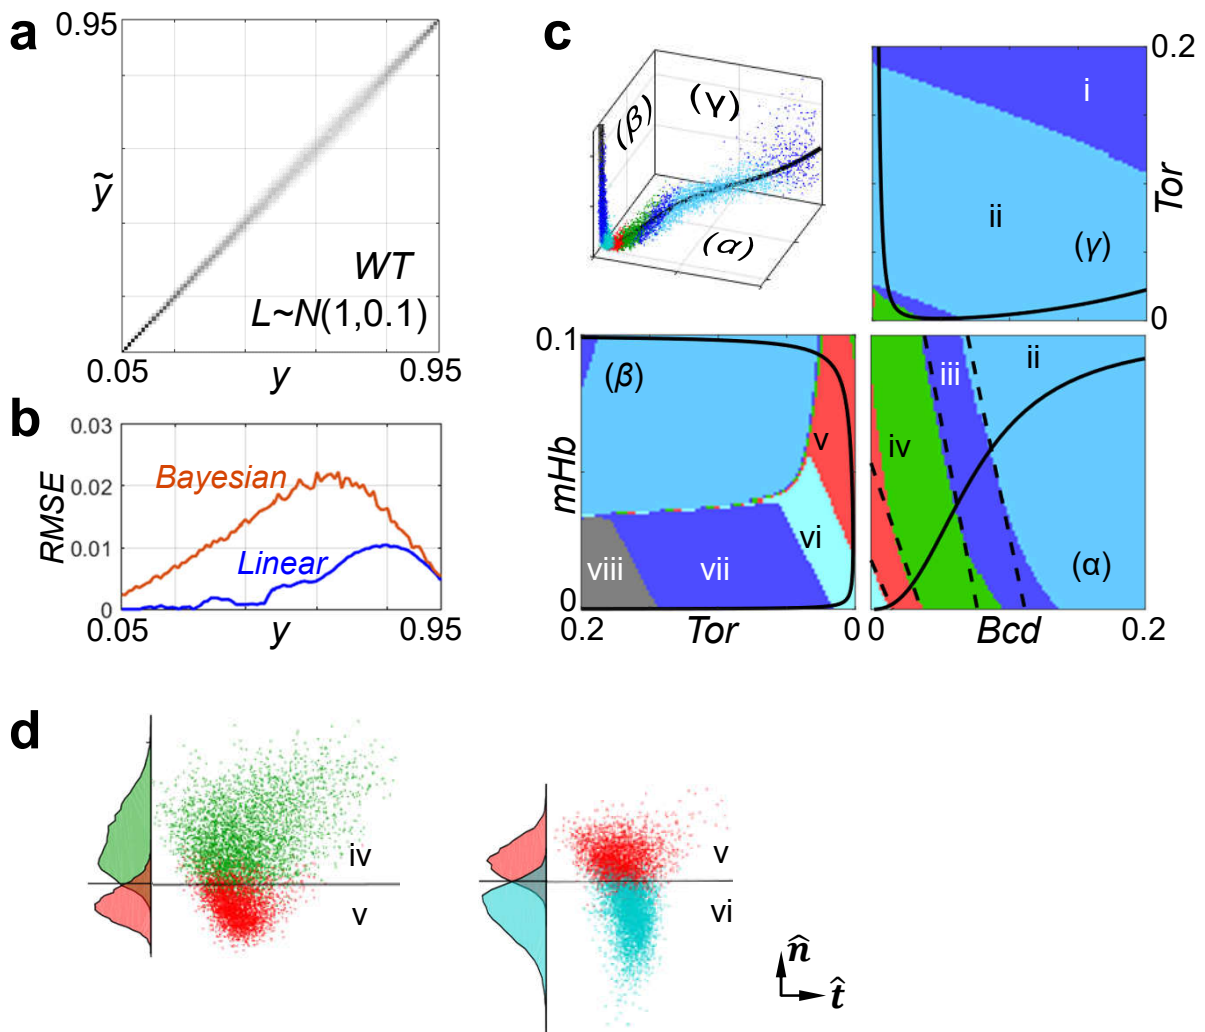 a
0.95
ỹ
WT
L~N(1,0.1)
0.05
y
0.95
b
0.03
0.02
0.01
0
RMSE
Bayesian
Linear
0.05
y
0.95
c
(β)
(γ)
(α)
0.2
i
Tor
ii
(γ)
0
0.1
(β)
mHb
v
vi
vii
viii
0
0.2
Tor
0
ii
iii
iv
(α)
0
Bcd
0.2
d
iv
v
v
vi
n̂
t̂